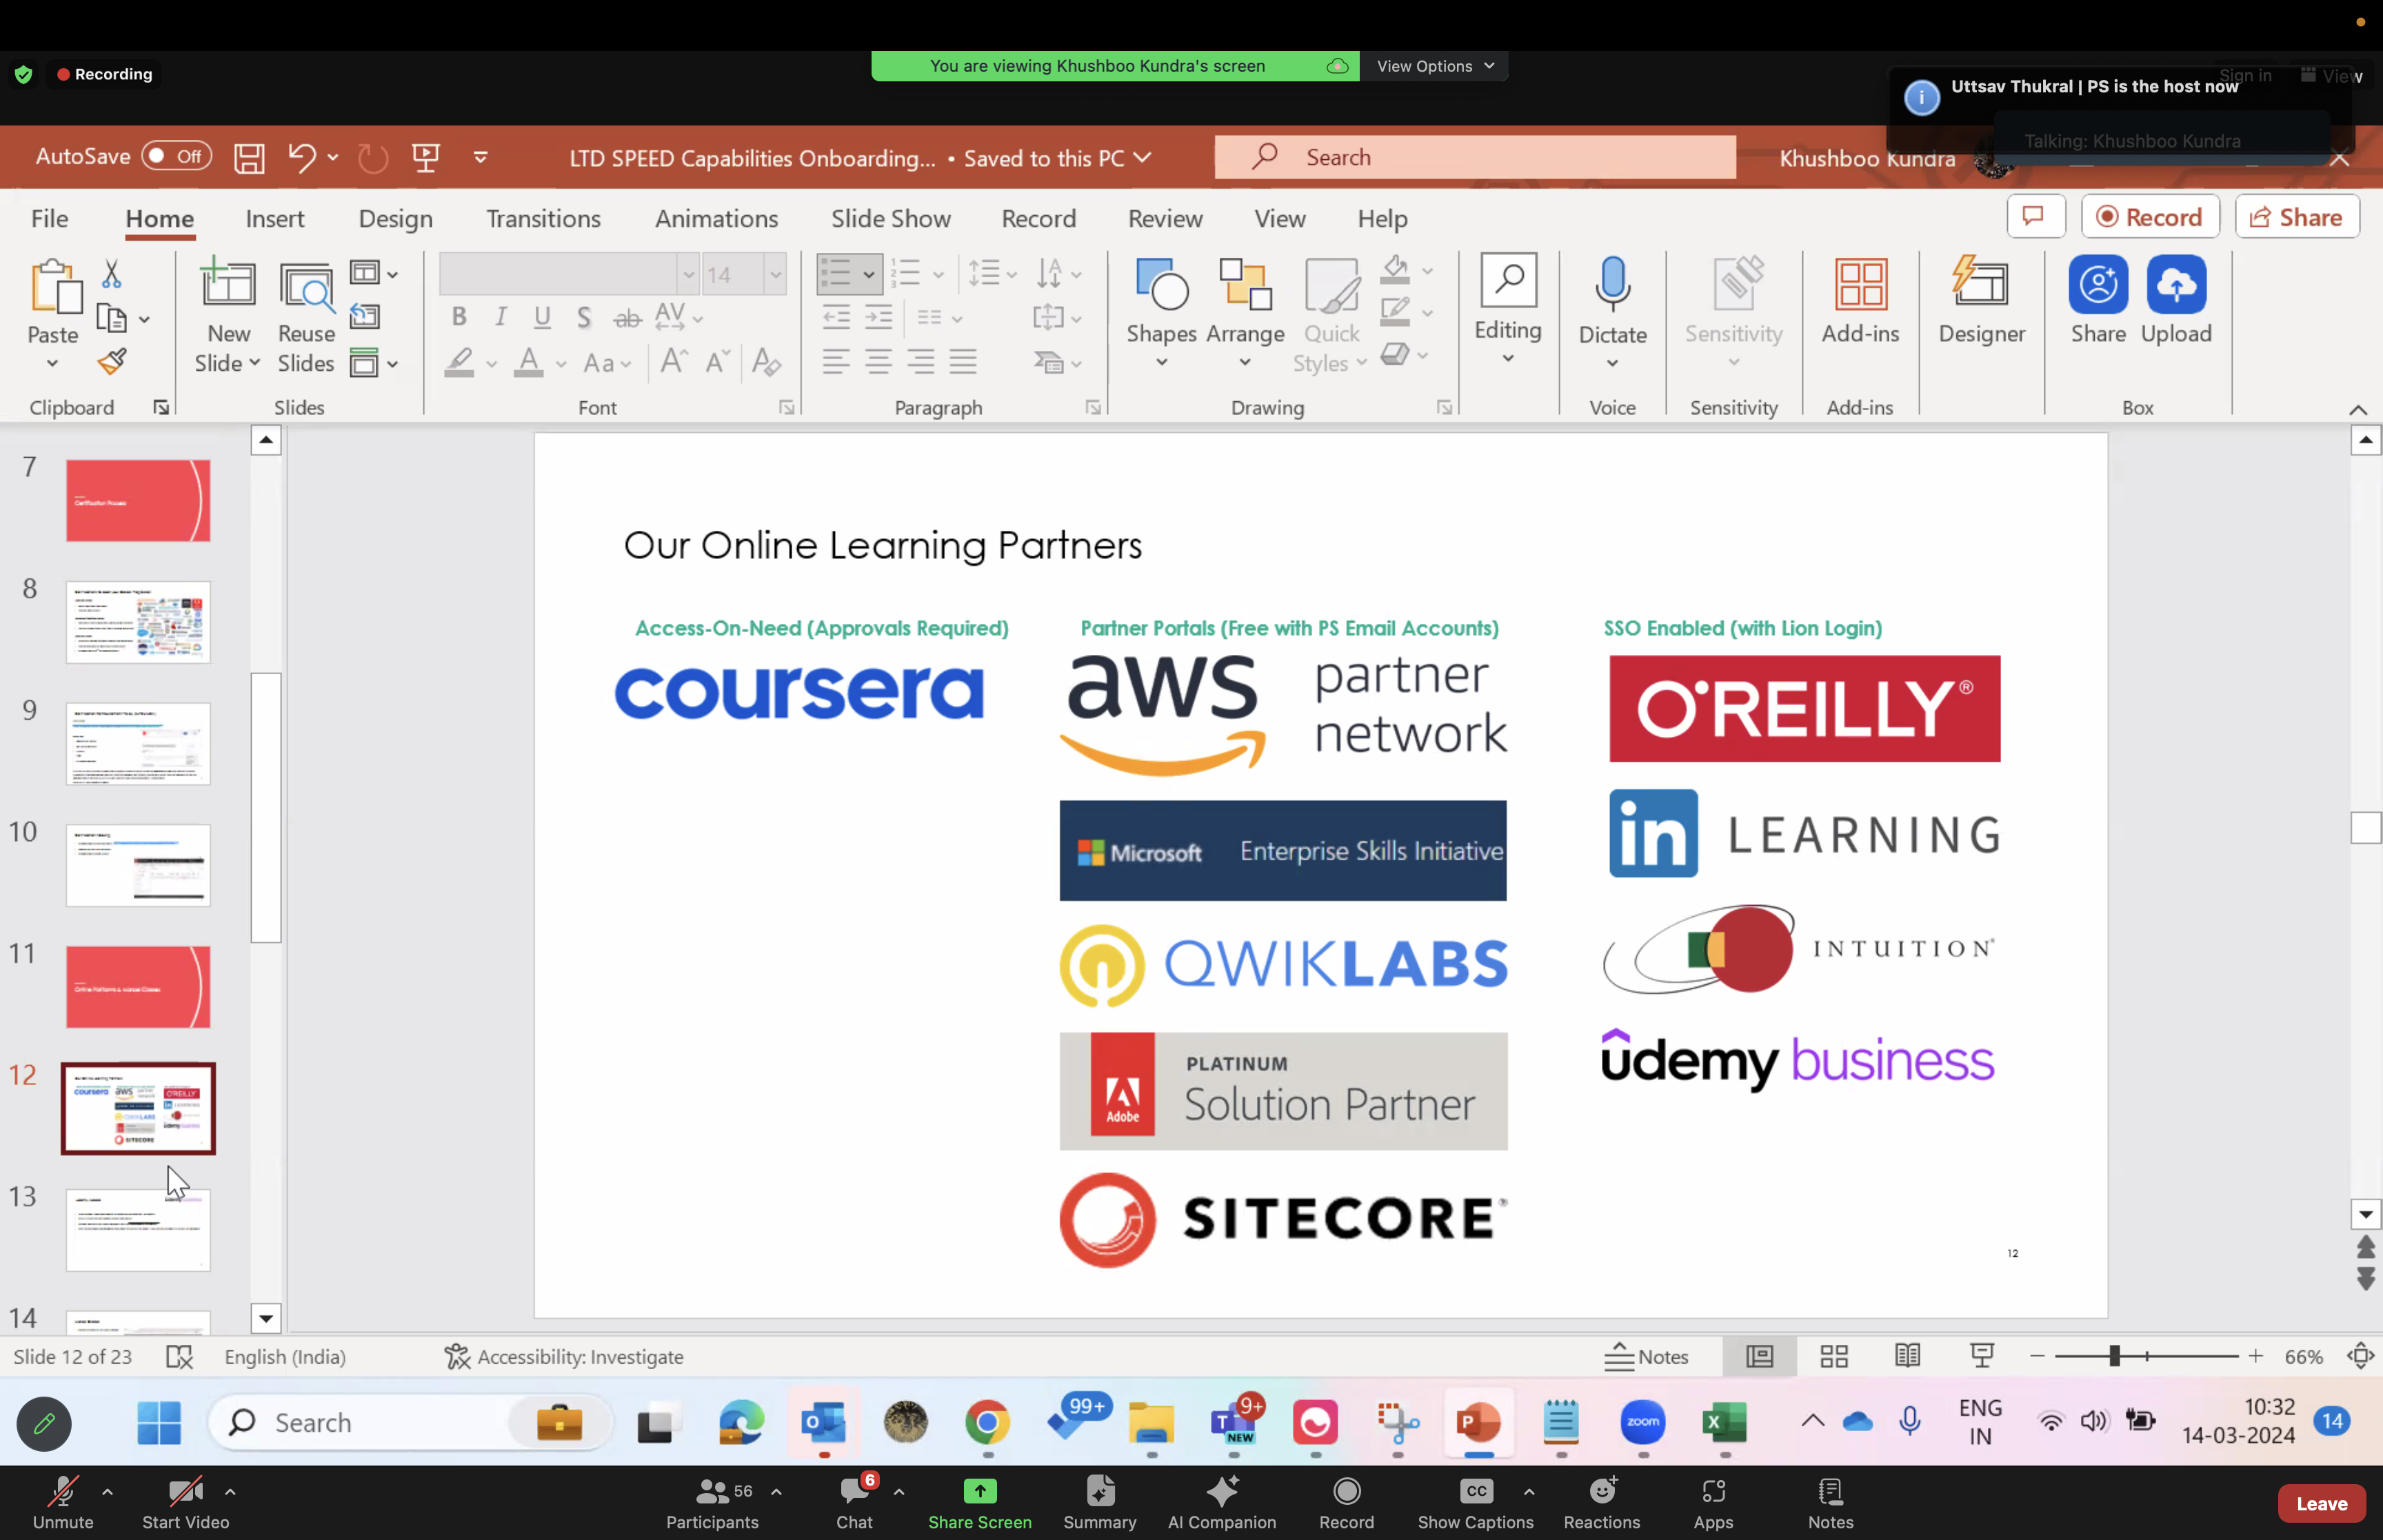 Recording
You are viewing Khushboo Kundra's screen
View Options
Sign in
View
Uttsav Thukral | PS is the host now
Talking: Khushboo Kundra
AutoSave Off
LTD SPEED Capabilities Onboarding... • Saved to this PC
Search
Khushboo Kundra
File Home Insert Design Transitions Animations Slide Show Record Review View Help
Record
Share
Paste
New Slide
Reuse Slides
14
Shapes
Arrange
Quick Styles
Editing
Dictate
Sensitivity
Add-ins
Designer
Share
Upload
Clipboard
Slides
Font
Paragraph
Drawing
Voice
Sensitivity
Add-ins
Box
7
8
9
10
11
12
13
14
Our Online Learning Partners
Access-On-Need (Approvals Required)
coursera
Partner Portals (Free with PS Email Accounts)
aws partner network
Microsoft Enterprise Skills Initiative
QWIKLABS
Adobe
PLATINUM
Solution Partner
SITECORE
SSO Enabled (with Lion Login)
O'REILLY®
in LEARNING
INTUITION
udemy business
12
Slide 12 of 23
English (India)
Accessibility: Investigate
Notes
66%
Search
99+
9+
NEW
zoom
ENG
IN
10:32
14-03-2024
14
Unmute
Start Video
56
Participants
6
Chat
Share Screen
Summary
AI Companion
Record
CC
Show Captions
Reactions
Apps
Notes
Leave